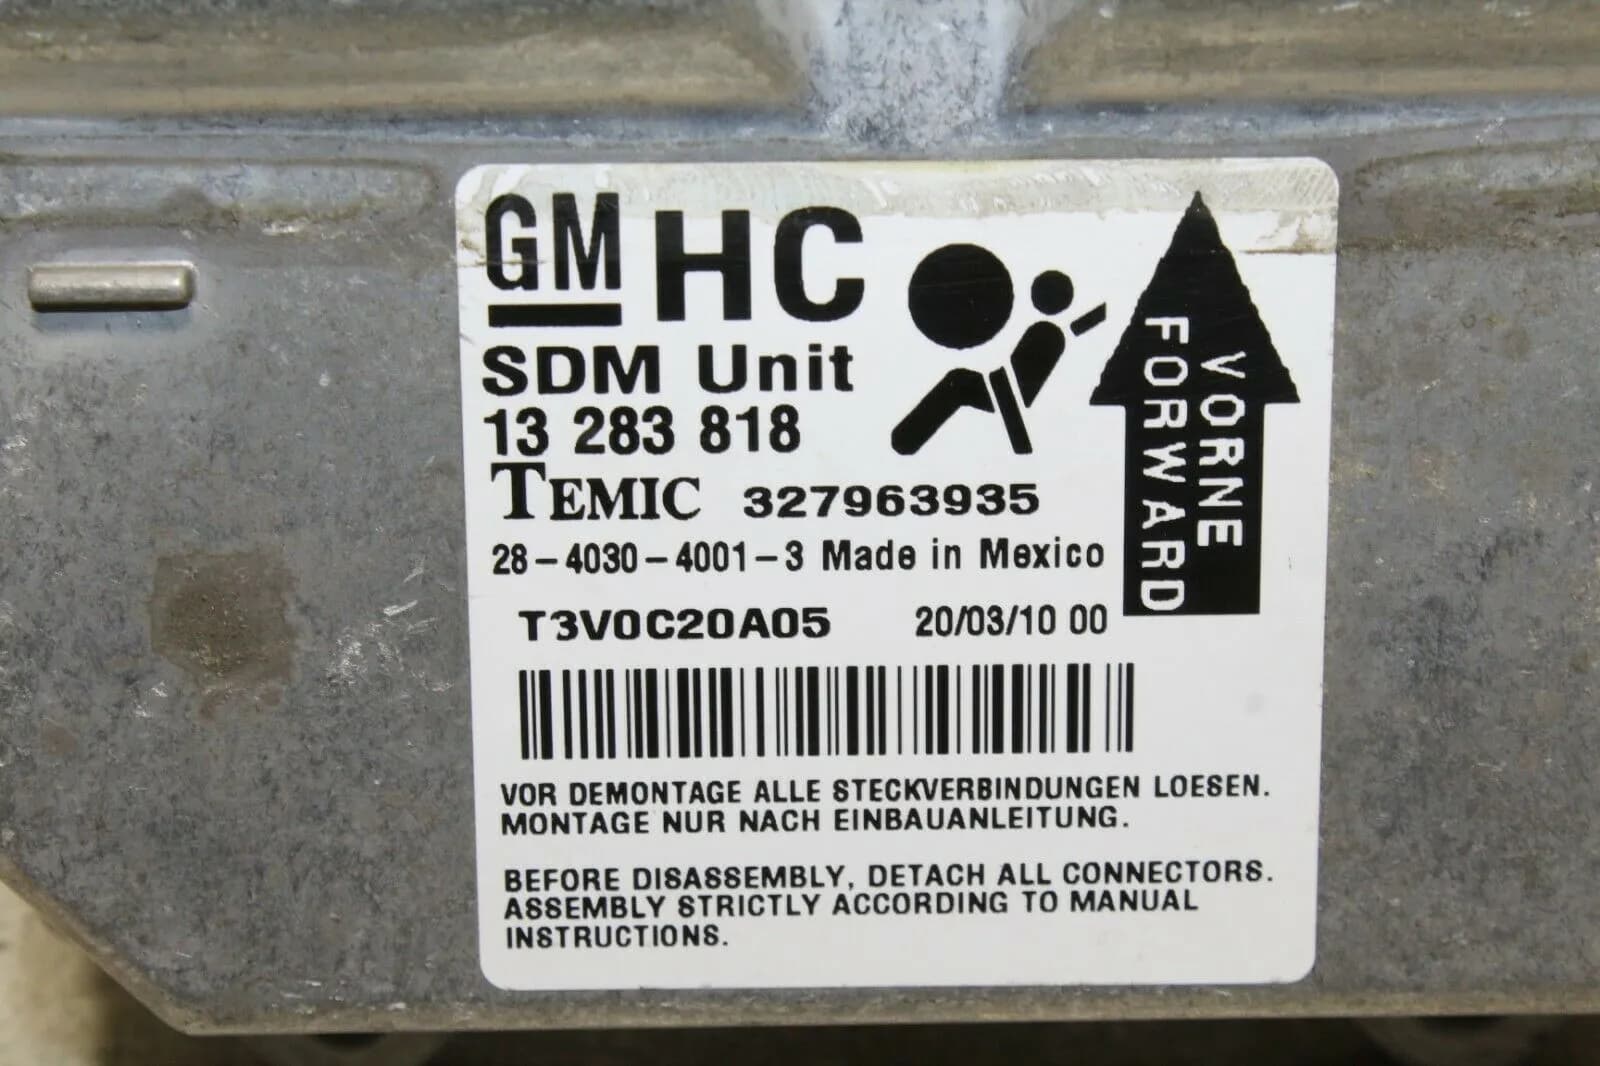 GM HC
SDM Unit
13 283 818
TEMIC 327963935
28-4030-4001-3 Made in Mexico
T3V0C20A05 20/03/10 00
VORNE
FORWARD
VOR DEMONTAGE ALLE STECKVERBINDUNGEN LOESEN.
MONTAGE NUR NACH EINBAUANLEITUNG.
BEFORE DISASSEMBLY, DETACH ALL CONNECTORS.
ASSEMBLY STRICTLY ACCORDING TO MANUAL
INSTRUCTIONS.